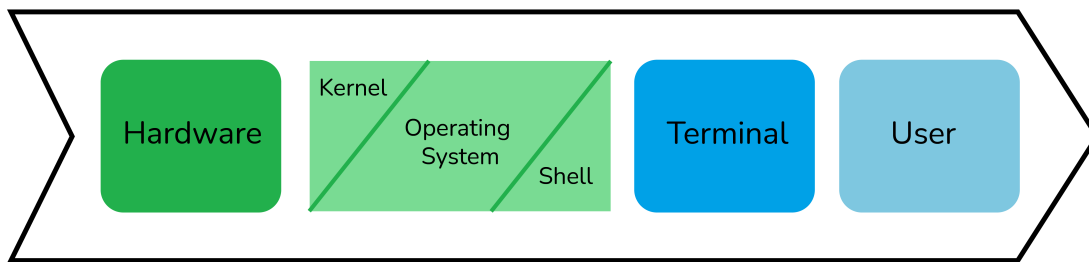 Hardware
Kernel
Operating
System
Shell
Terminal
User